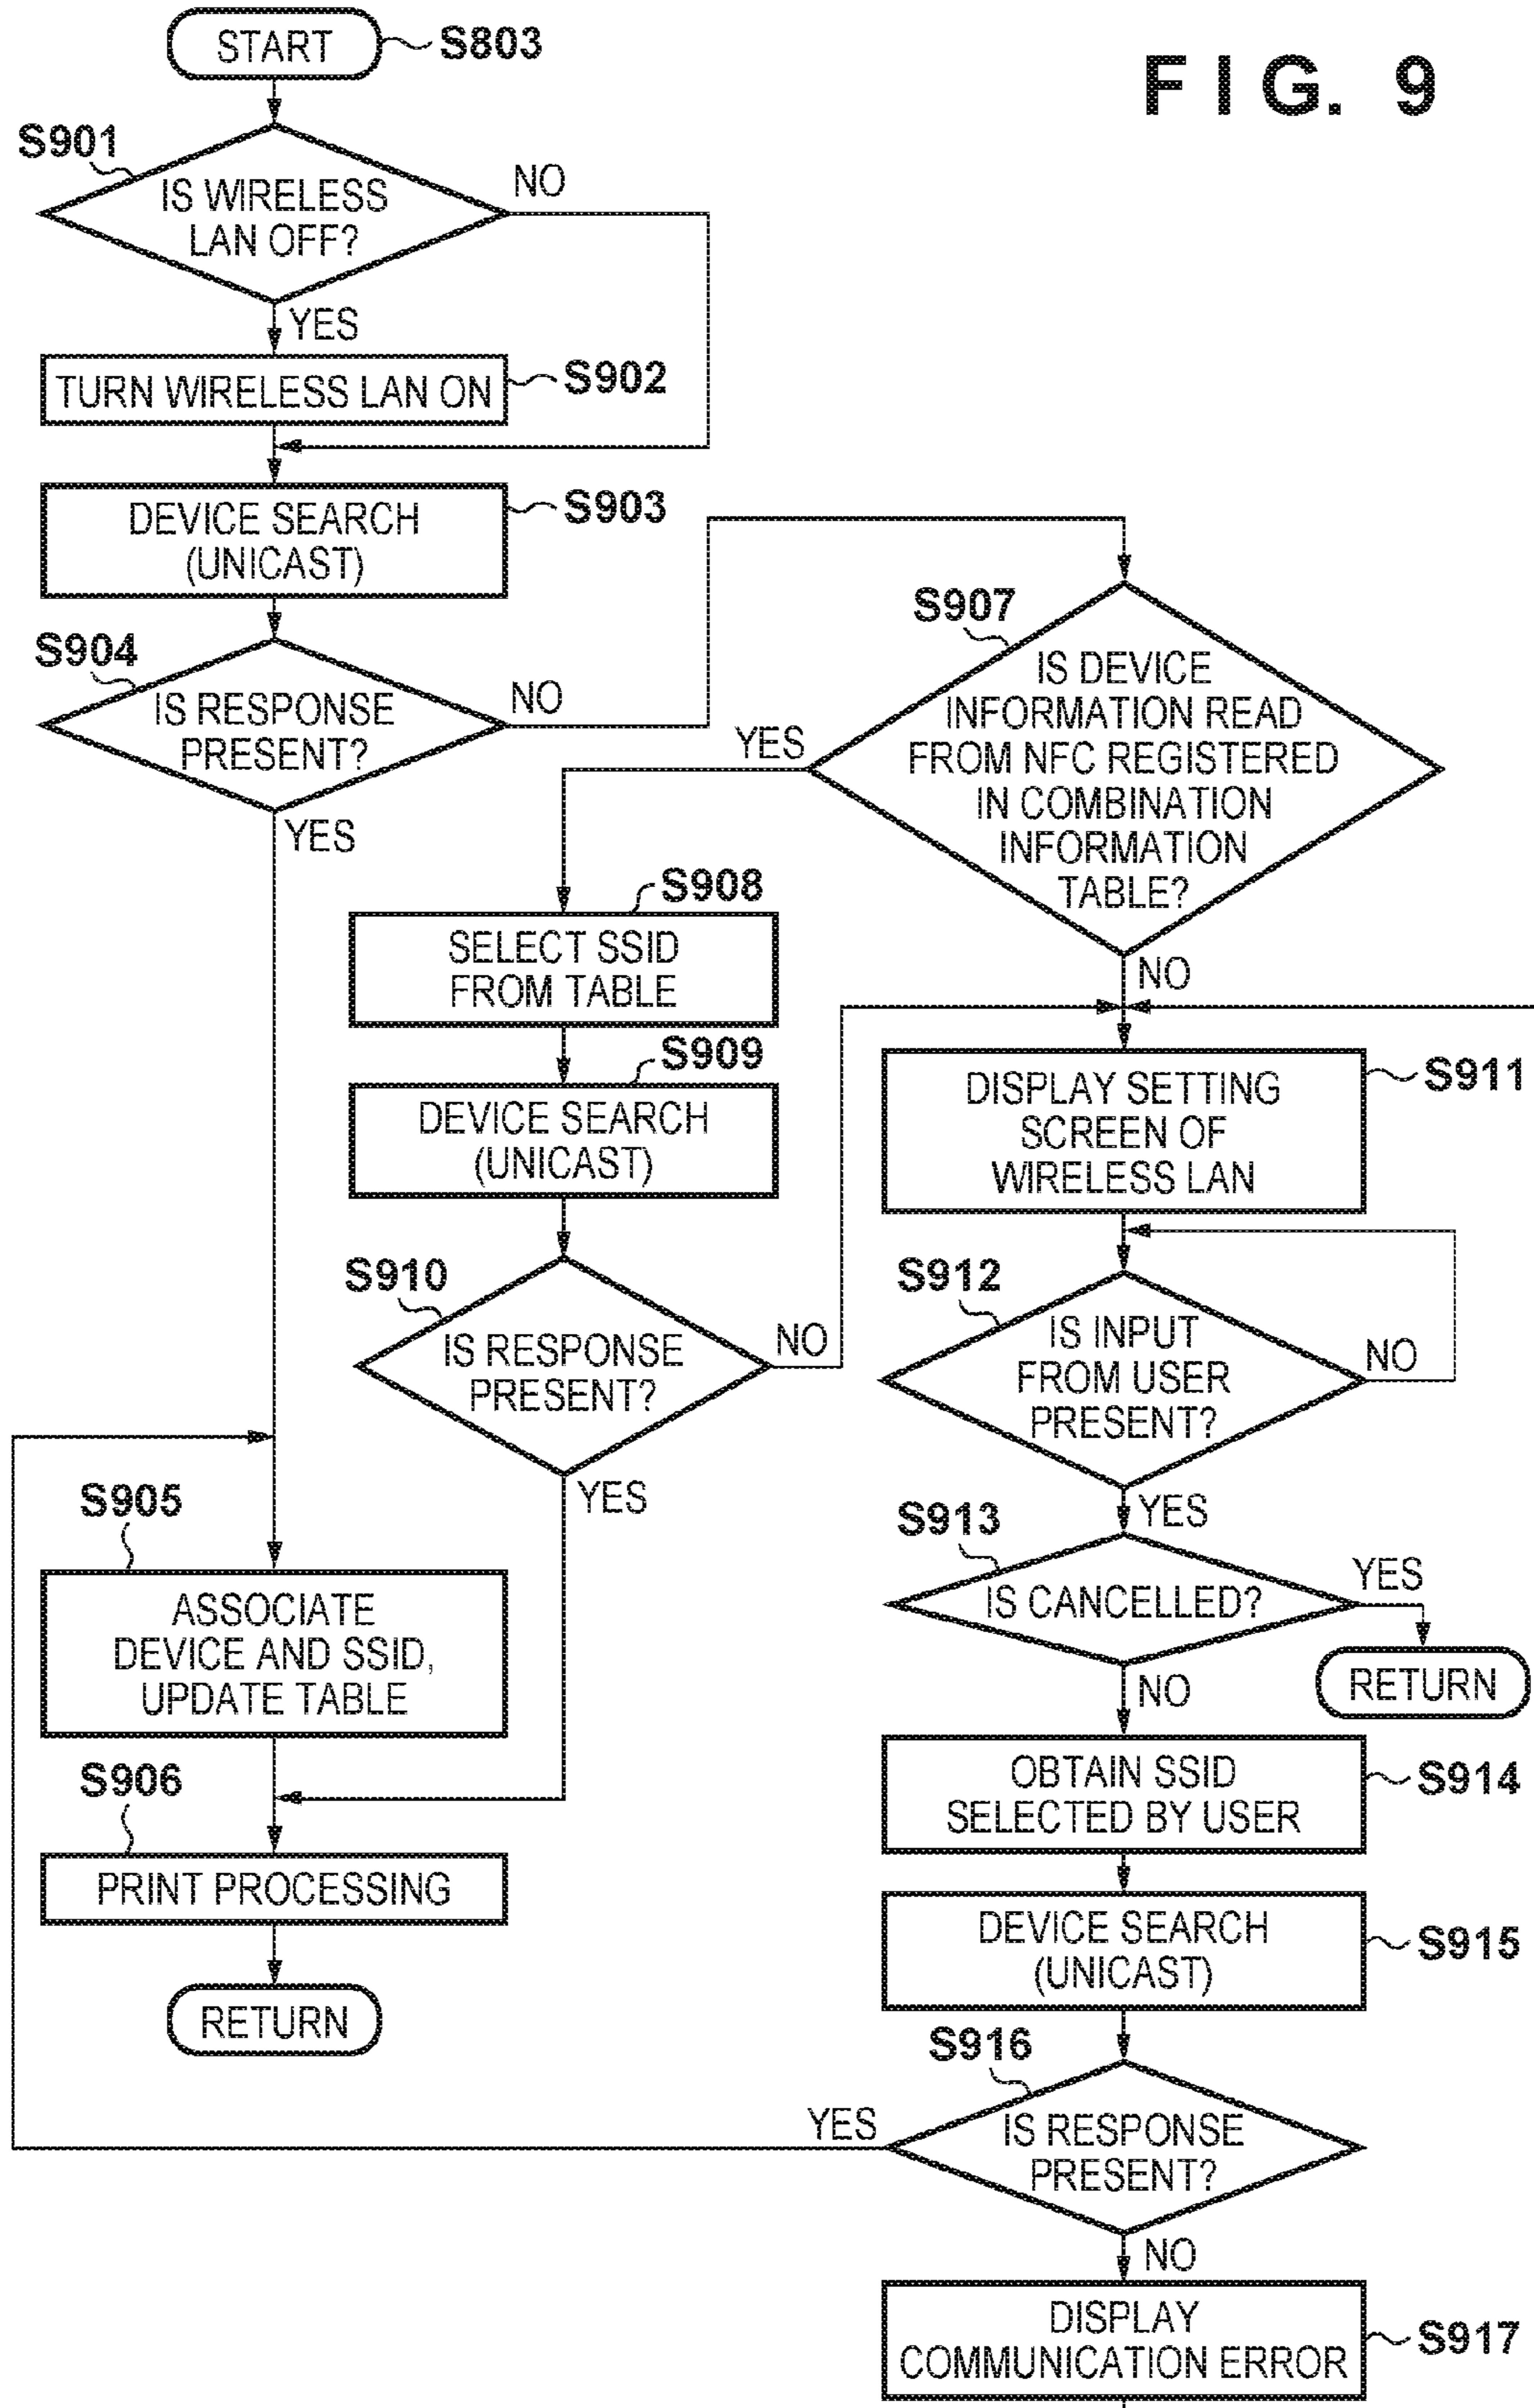 FIG. 9
START
S803
S901
IS WIRELESS
LAN OFF?
NO
YES
TURN WIRELESS LAN ON
S902
DEVICE SEARCH
(UNICAST)
S903
S904
IS RESPONSE
PRESENT?
NO
YES
S907
IS DEVICE
INFORMATION READ
FROM NFC REGISTERED
IN COMBINATION
INFORMATION
TABLE?
YES
NO
S908
SELECT SSID
FROM TABLE
S909
DEVICE SEARCH
(UNICAST)
S910
IS RESPONSE
PRESENT?
NO
YES
S905
ASSOCIATE
DEVICE AND SSID,
UPDATE TABLE
S906
PRINT PROCESSING
RETURN
DISPLAY SETTING
SCREEN OF
WIRELESS LAN
S911
S912
IS INPUT
FROM USER
PRESENT?
NO
YES
S913
IS CANCELLED?
YES
RETURN
NO
OBTAIN SSID
SELECTED BY USER
S914
DEVICE SEARCH
(UNICAST)
S915
S916
IS RESPONSE
PRESENT?
YES
NO
DISPLAY
COMMUNICATION ERROR
S917